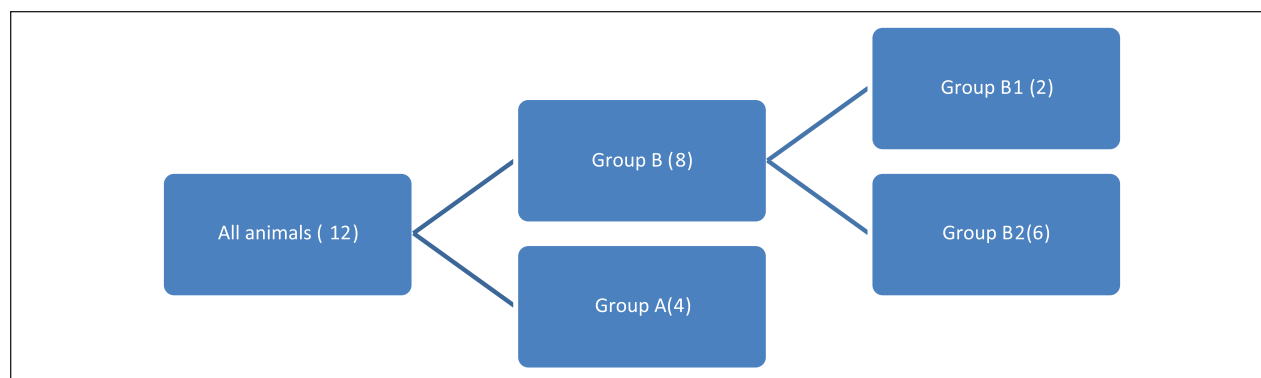 All animals ( 12)
Group B (8)
Group A(4)
Group B1 (2)
Group B2(6)